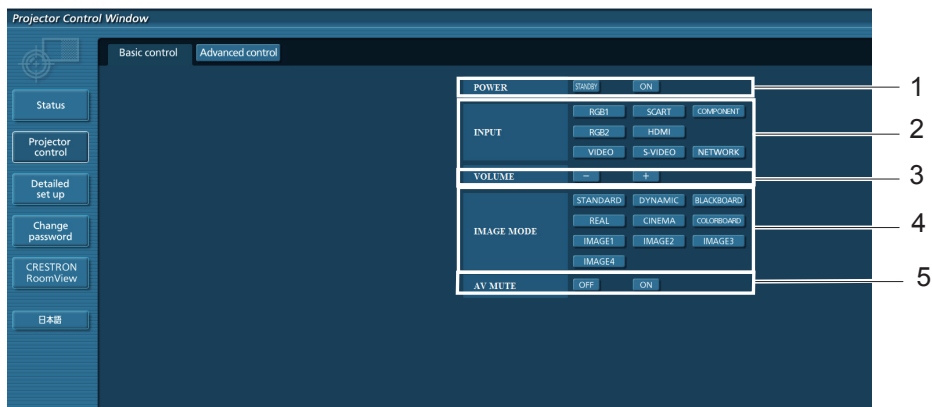 Projector Control Window
Basic control Advanced control
Status
Projector
control
Detailed
set up
Change
password
CRESTRON
RoomView
日本語
POWER STANDBY ON 1
INPUT RGB1 SCART COMPONENT
RGB2 HDMI 2
VIDEO S-VIDEO NETWORK
VOLUME - + 3
IMAGE MODE STANDARD DYNAMIC BLACKBOARD
REAL CINEMA COLORBOARD 4
IMAGE1 IMAGE2 IMAGE3
IMAGE4
AV MUTE OFF ON 5